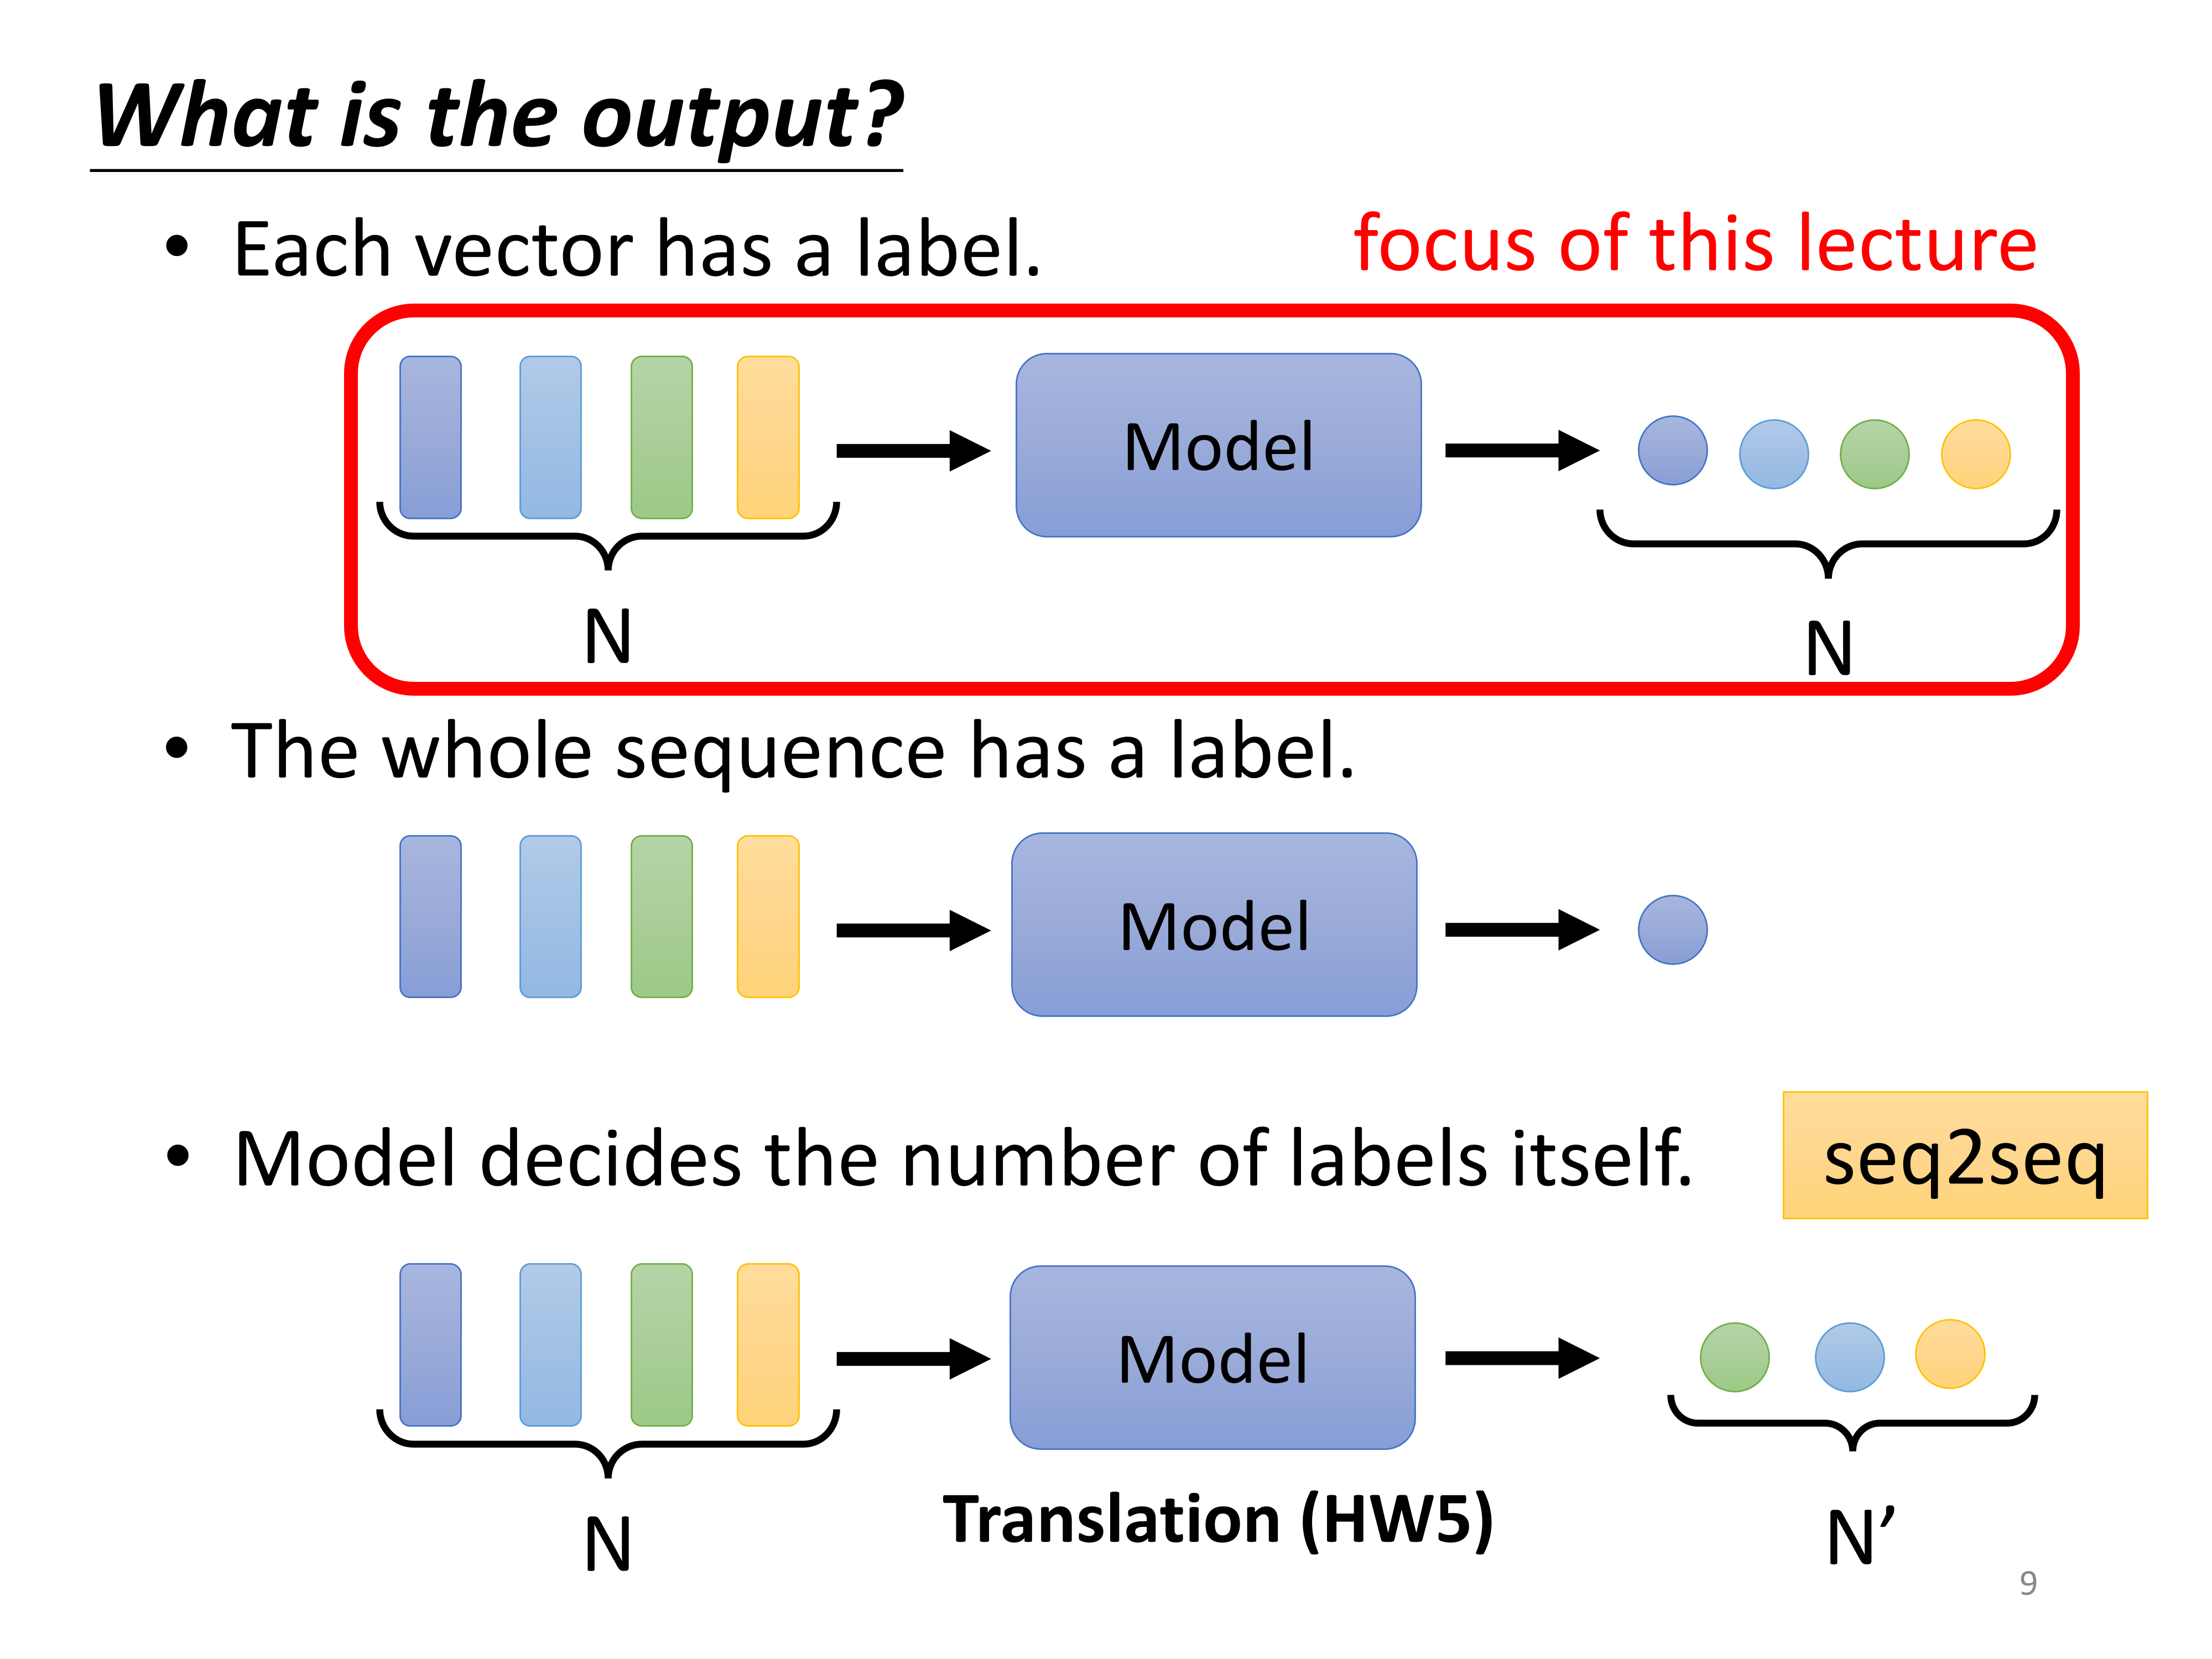 What is the output?
• Each vector has a label.
focus of this lecture
Model
N
N
• The whole sequence has a label.
Model
• Model decides the number of labels itself.
seq2seq
Model
Translation (HW5)
N
N’
9